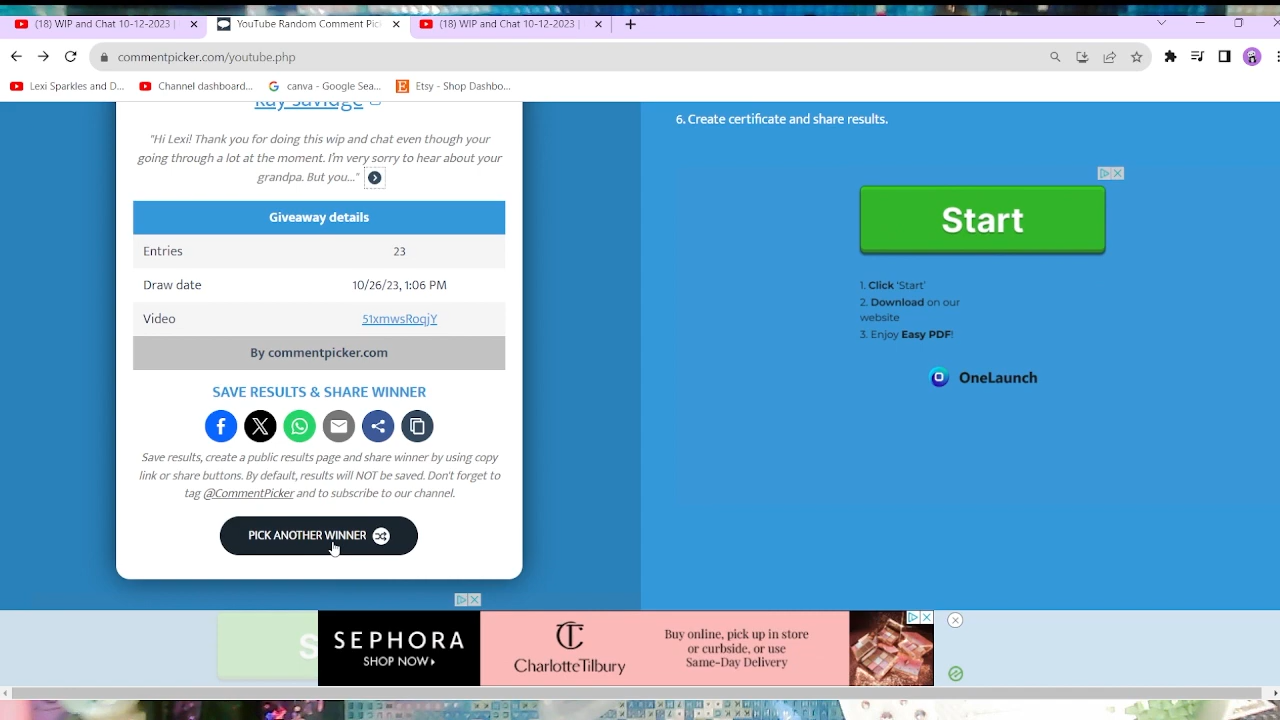 (18) WIP and Chat 10-12-2023 |
YouTube Random Comment Pic
(18) WIP and Chat 10-12-2023 |
commentpicker.com/youtube.php
Lexi Sparkles and D...
Channel dashboard...
canva - Google Sea...
Etsy - Shop Dashbo...
Ray Savidge
"Hi Lexi! Thank you for doing this wip and chat even though your
going through a lot at the moment. I'm very sorry to hear about your
grandpa. But you..."
Giveaway details
Entries 23
Draw date 10/26/23, 1:06 PM
Video 51xmwsRoqjY
By commentpicker.com
SAVE RESULTS & SHARE WINNER
Save results, create a public results page and share winner by using copy
link or share buttons. By default, results will NOT be saved. Don't forget to
tag @CommentPicker and to subscribe to our channel.
PICK ANOTHER WINNER
6. Create certificate and share results.
Start
1. Click 'Start'
2. Download on our
website
3. Enjoy Easy PDF!
OneLaunch
SEPHORA
SHOP NOW
CT
Charlotte Tilbury
Buy online, pick up in store
or curbside, or use
Same-Day Delivery